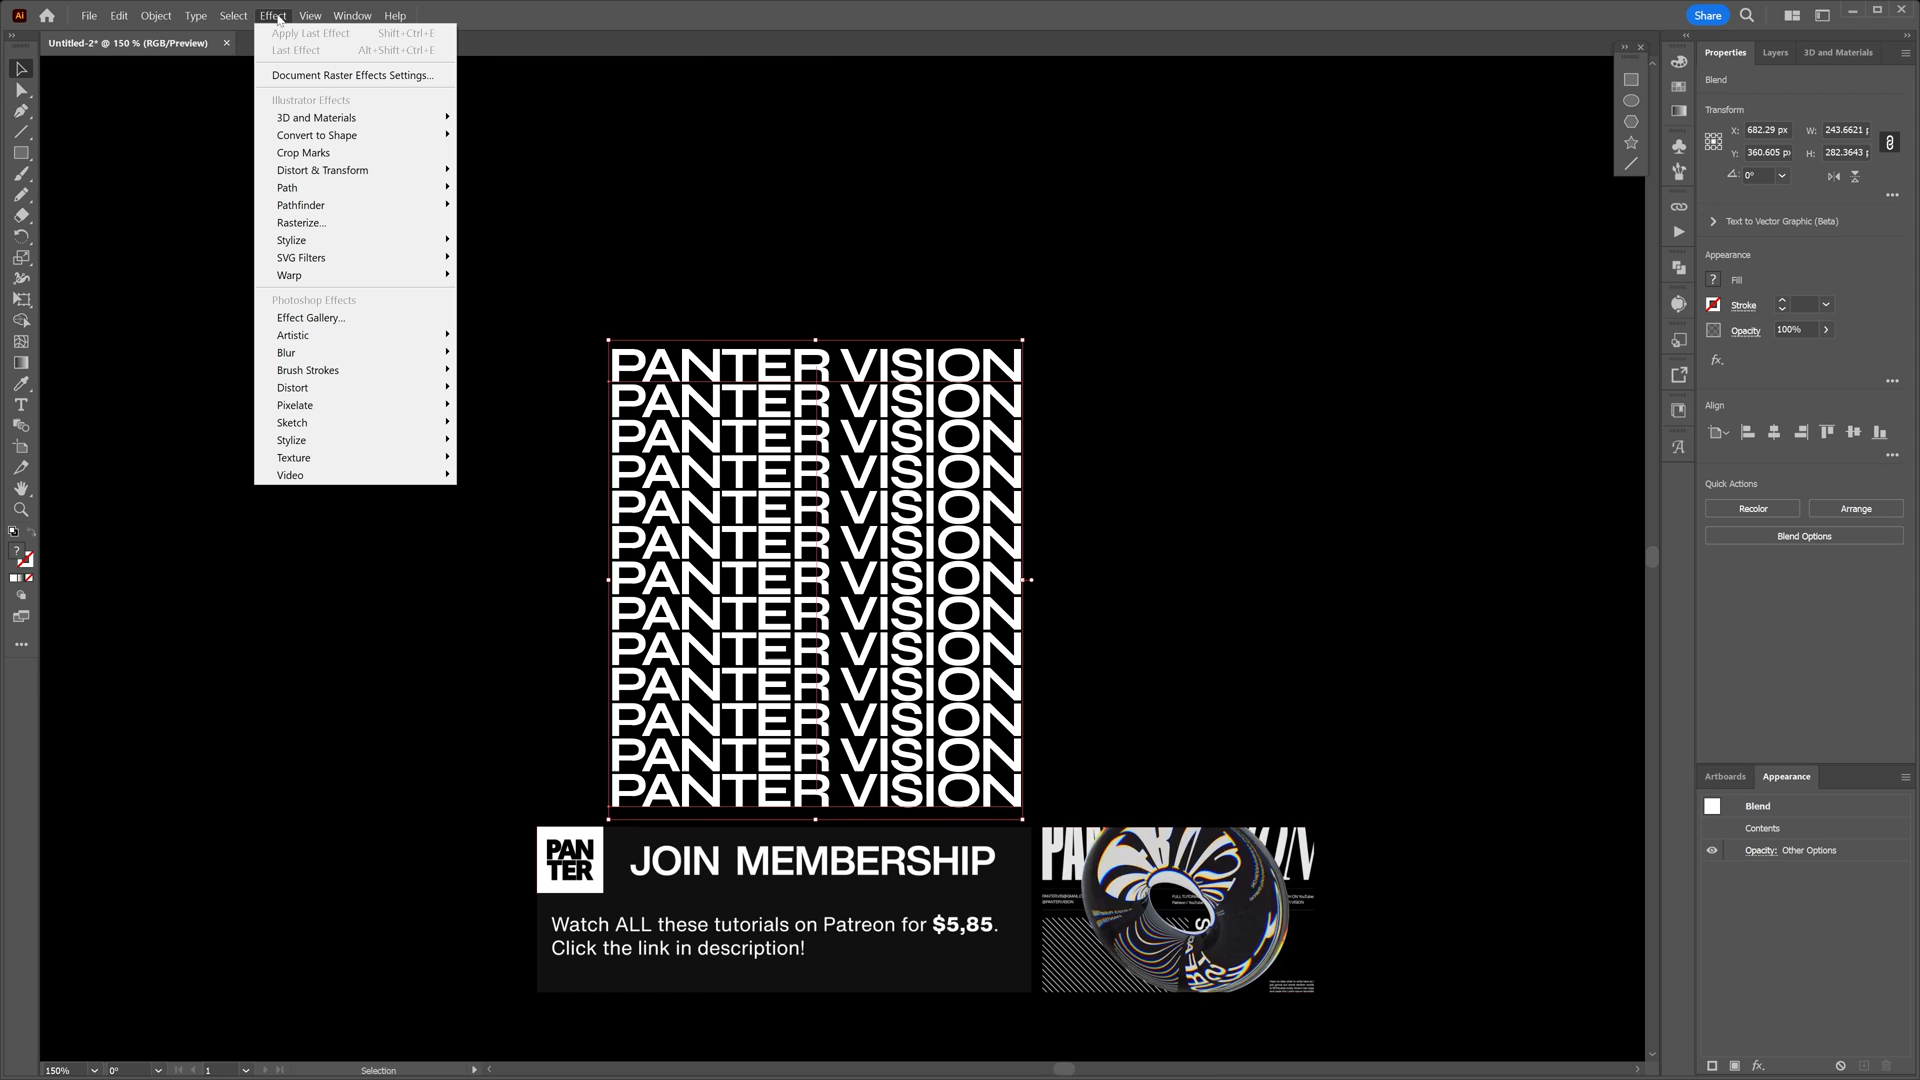 Ai
File
Edit
Object
Type
Select
Effect
View
Window
Help
Share
Untitled-2* @ 150 % (RGB/Preview)
Apply Last Effect Shift+Ctrl+E
Last Effect Alt+Shift+Ctrl+E
Document Raster Effects Settings...
Illustrator Effects
3D and Materials
Convert to Shape
Crop Marks
Distort & Transform
Path
Pathfinder
Rasterize...
Stylize
SVG Filters
Warp
Photoshop Effects
Effect Gallery...
Artistic
Blur
Brush Strokes
Distort
Pixelate
Sketch
Stylize
Texture
Video
PANTER VISION
PANTER VISION
PANTER VISION
PANTER VISION
PANTER VISION
PANTER VISION
PANTER VISION
PANTER VISION
PANTER VISION
PANTER VISION
PANTER VISION
PANTER VISION
PANTER VISION
PAN
TER
JOIN MEMBERSHIP
Watch ALL these tutorials on Patreon for $5,85.
Click the link in description!
Properties
Layers
3D and Materials
Blend
Transform
X: 682.29 px W: 243.6621
Y: 360.605 px H: 282.3643
0°
Text to Vector Graphic (Beta)
Appearance
? Fill
Stroke
Opacity 100%
fx.
Align
Quick Actions
Recolor
Arrange
Blend Options
Artboards
Appearance
Blend
Contents
Opacity: Other Options
fx.
150%
0°
1
Selection